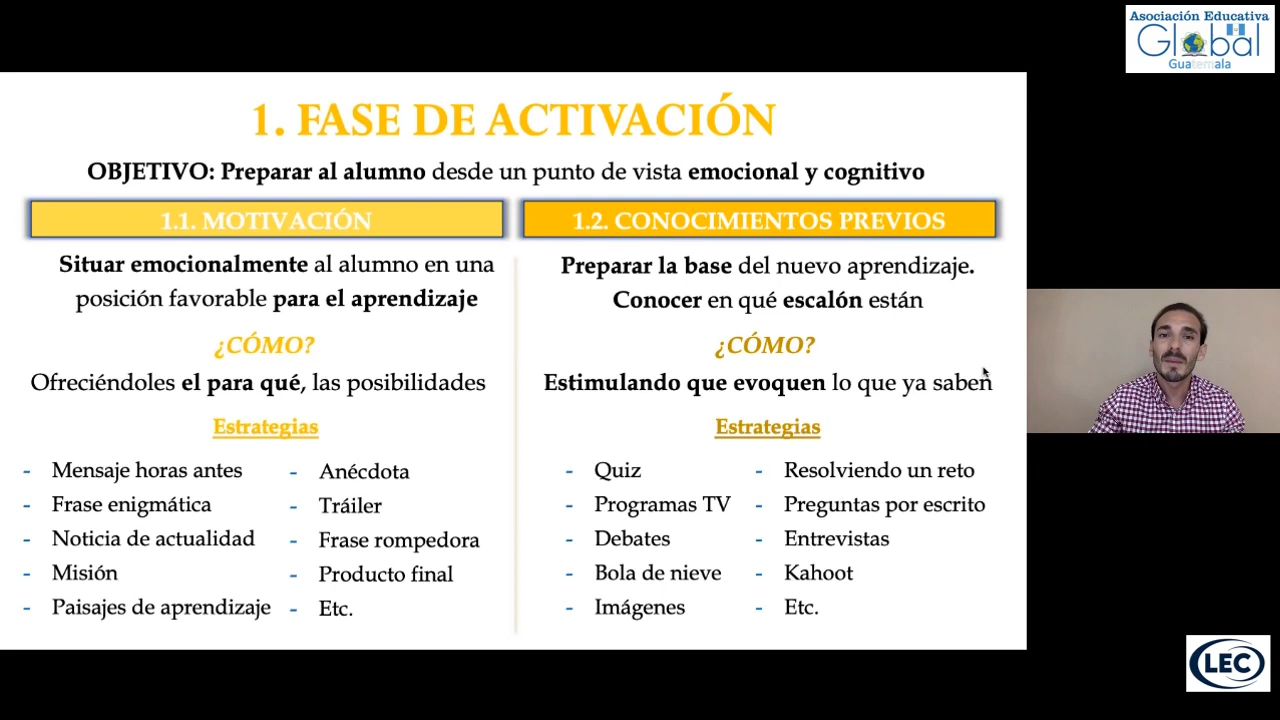 Asociación Educativa
Global
Guatemala
1. FASE DE ACTIVACIÓN
OBJETIVO: Preparar al alumno desde un punto de vista emocional y cognitivo
1.1. MOTIVACIÓN
Situar emocionalmente al alumno en una
posición favorable para el aprendizaje
¿CÓMO?
Ofreciéndoles el para qué, las posibilidades
Estrategias
- Mensaje horas antes
- Frase enigmática
- Noticia de actualidad
- Misión
- Paisajes de aprendizaje
- Anécdota
- Tráiler
- Frase rompedora
- Producto final
- Etc.
1.2. CONOCIMIENTOS PREVIOS
Preparar la base del nuevo aprendizaje.
Conocer en qué escalón están
¿CÓMO?
Estimulando que evoquen lo que ya saben
Estrategias
- Quiz
- Programas TV
- Debates
- Bola de nieve
- Imágenes
- Resolviendo un reto
- Preguntas por escrito
- Entrevistas
- Kahoot
- Etc.
LEC